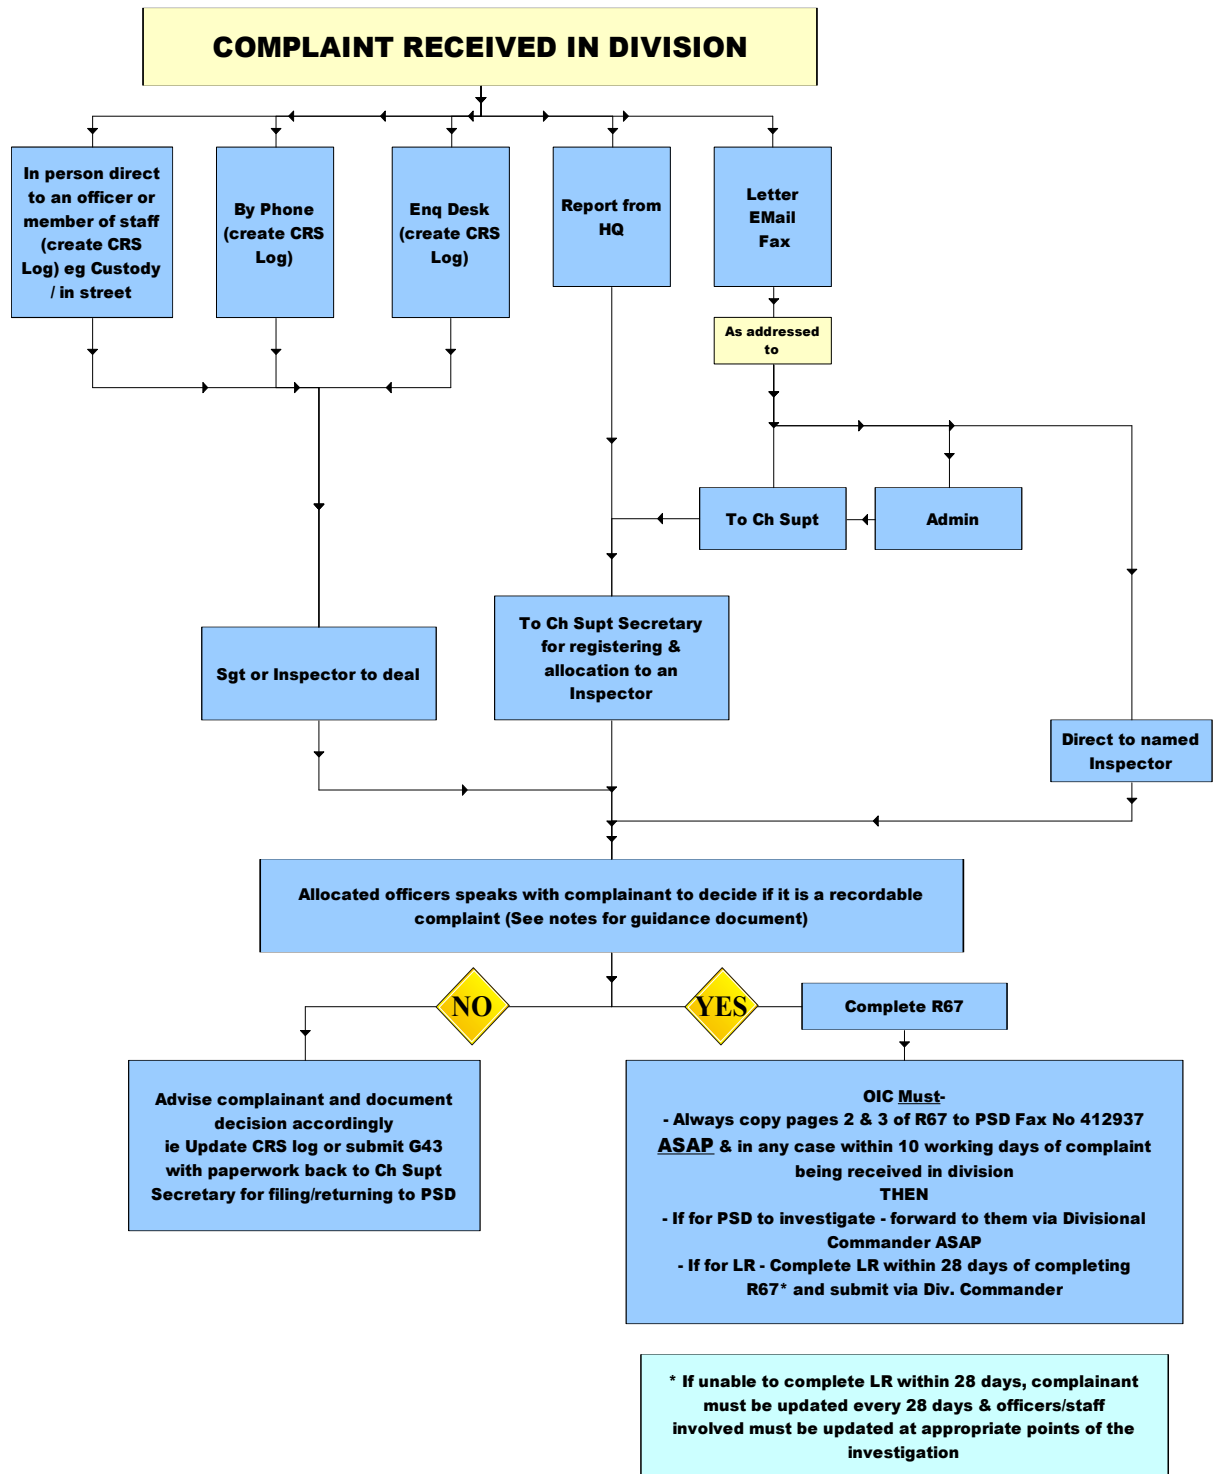 COMPLAINT RECEIVED IN DIVISION
In person direct
to an officer or
member of staff
(create CRS
Log) eg Custody
/ in street
By Phone
(create CRS
Log)
Enq Desk
(create CRS
Log)
Report from
HQ
Letter
EMail
Fax
As addressed
to
To Ch Supt
Admin
To Ch Supt Secretary
for registering &
allocation to an
Inspector
Sgt or Inspector to deal
Direct to named
Inspector
Allocated officers speaks with complainant to decide if it is a recordable
complaint (See notes for guidance document)
NO
YES
Complete R67
Advise complainant and document
decision accordingly
ie Update CRS log or submit G43
with paperwork back to Ch Supt
Secretary for filing/returning to PSD
OIC Must-
- Always copy pages 2 & 3 of R67 to PSD Fax No 412937
ASAP & in any case within 10 working days of complaint
being received in division
THEN
- If for PSD to investigate - forward to them via Divisional
Commander ASAP
- If for LR - Complete LR within 28 days of completing
R67* and submit via Div. Commander
* If unable to complete LR within 28 days, complainant
must be updated every 28 days & officers/staff
involved must be updated at appropriate points of the
investigation